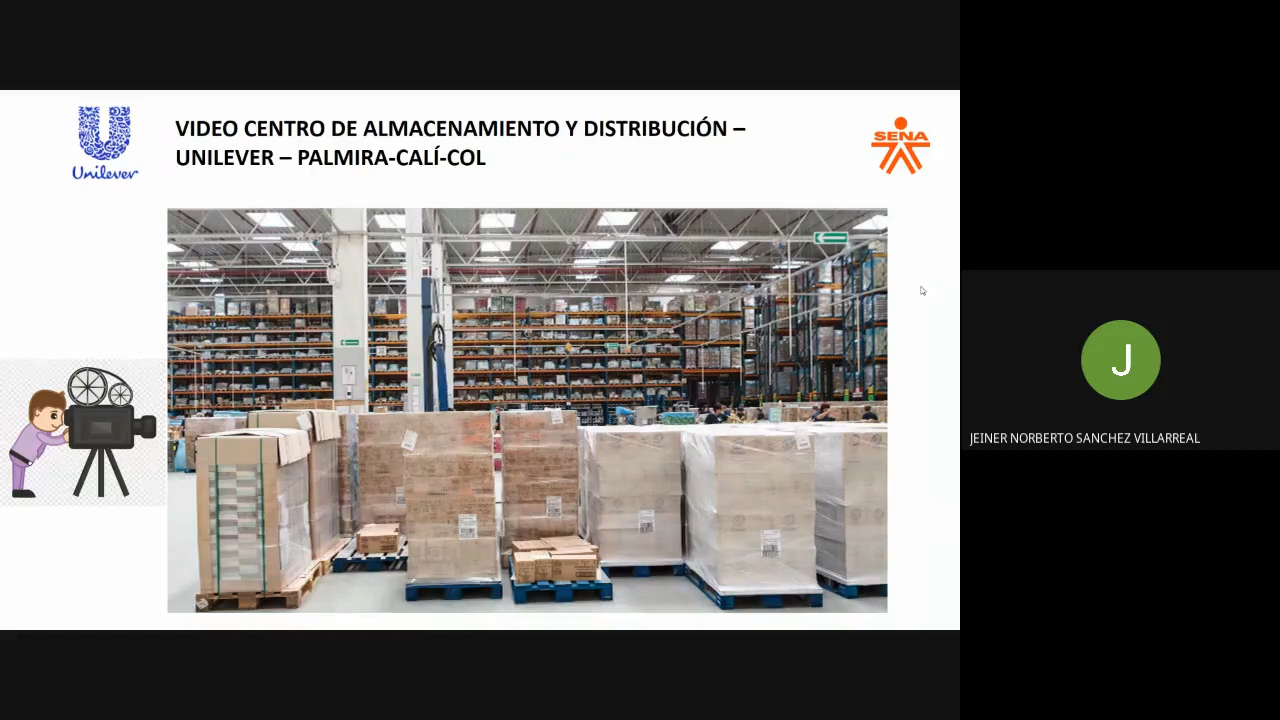 VIDEO CENTRO DE ALMACENAMIENTO Y DISTRIBUCIÓN –
UNILEVER – PALMIRA-CALÍ-COL
Unilever
SENA
J
JEINER NORBERTO SANCHEZ VILLARREAL